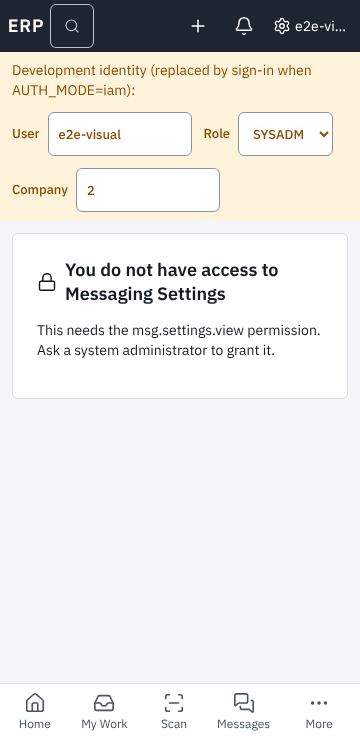 ERP
e2e-vi...
Development identity (replaced by sign-in when
AUTH_MODE=iam):
User e2e-visual Role SYSADM
Company 2
You do not have access to
Messaging Settings
This needs the msg.settings.view permission.
Ask a system administrator to grant it.
Home My Work Scan Messages More